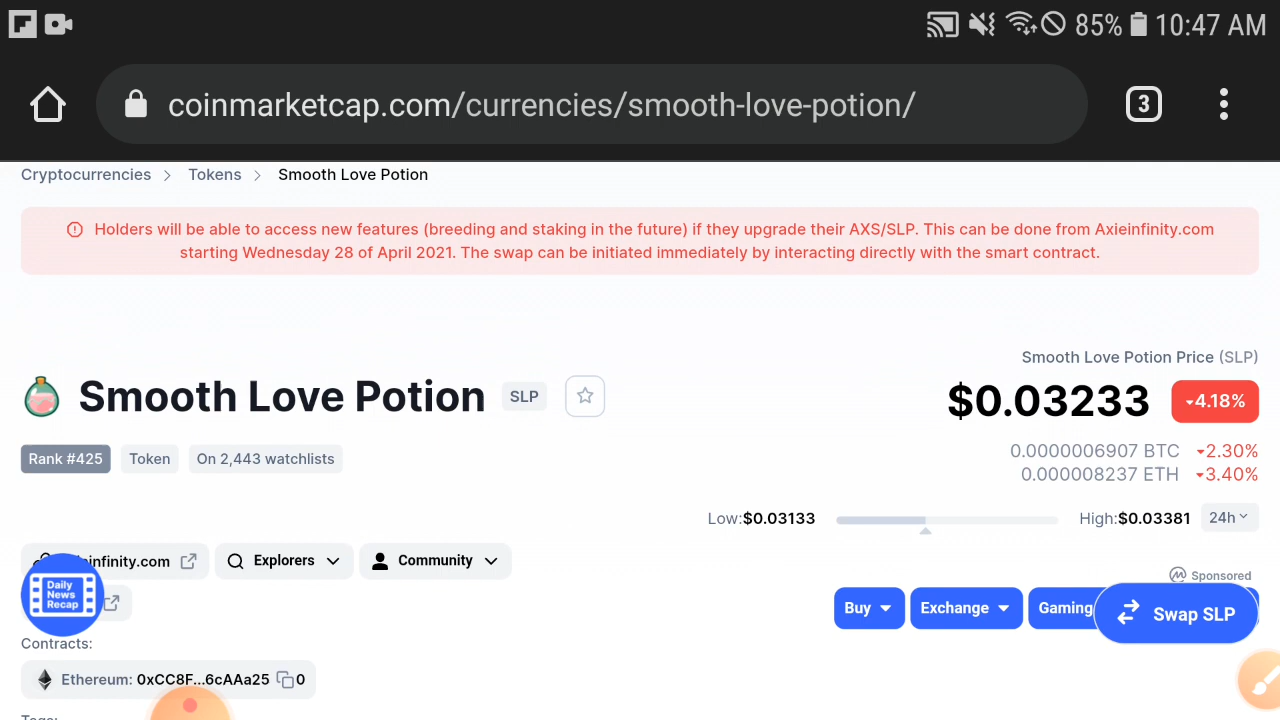 85% 10:47 AM
coinmarketcap.com/currencies/smooth-love-potion/
3
Cryptocurrencies > Tokens > Smooth Love Potion
Holders will be able to access new features (breeding and staking in the future) if they upgrade their AXS/SLP. This can be done from Axieinfinity.com
starting Wednesday 28 of April 2021. The swap can be initiated immediately by interacting directly with the smart contract.
Smooth Love Potion Price (SLP)
Smooth Love Potion SLP
$0.03233 4.18%
Rank #425 Token On 2,443 watchlists
0.0000006907 BTC 2.30%
0.000008237 ETH 3.40%
Low:$0.03133 High:$0.03381 24h
infinity.com Explorers Community
Sponsored
Daily
News
Recap
Buy Exchange Gaming Swap SLP
Contracts:
Ethereum: 0xCC8F...6cAAa25 0